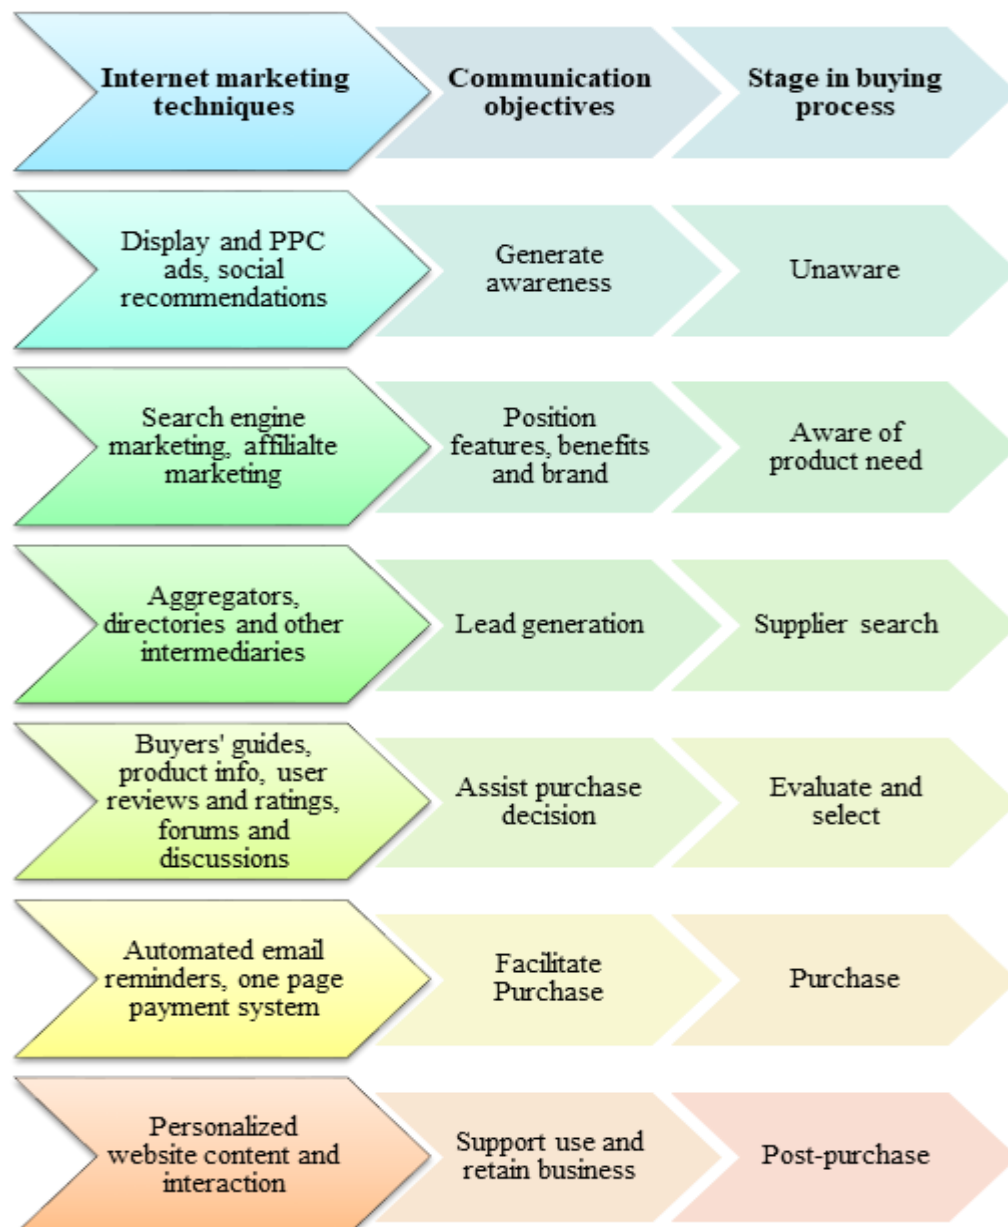 Internet marketing
techniques
Communication
objectives
Stage in buying
process
Display and PPC
ads, social
recommendations
Generate
awareness
Unaware
Search engine
marketing, affilialte
marketing
Position
features, benefits
and brand
Aware of
product need
Aggregators,
directories and other
intermediaries
Lead generation
Supplier search
Buyers' guides,
product info, user
reviews and ratings,
forums and
discussions
Assist purchase
decision
Evaluate and
select
Automated email
reminders, one page
payment system
Facilitate
Purchase
Purchase
Personalized
website content and
interaction
Support use and
retain business
Post-purchase